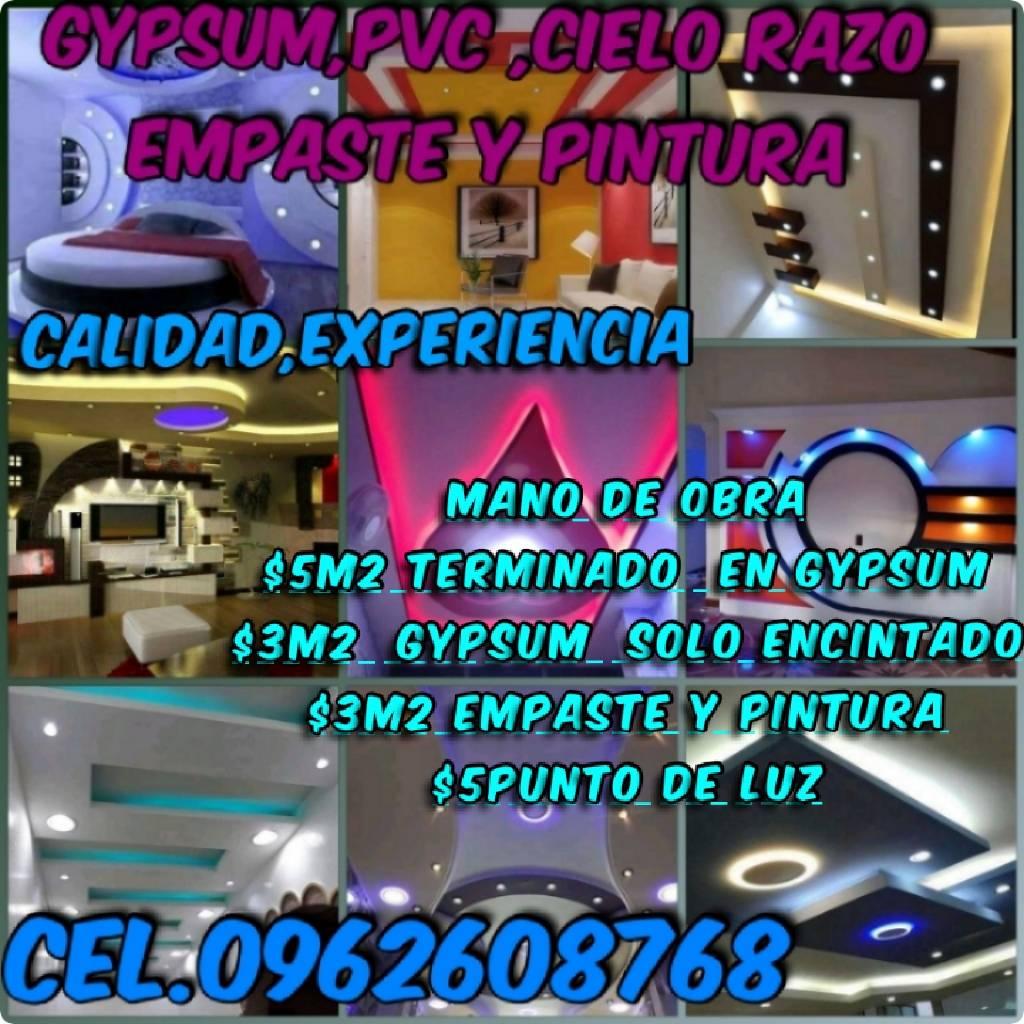 GYPSUM,PVC ,CIELO RAZO
EMPASTE Y PINTURA
CALIDAD,EXPERIENCIA
MANO DE OBRA
$5M2 TERMINADO EN GYPSUM
$3M2 GYPSUM SOLO ENCINTADO
$3M2 EMPASTE Y PINTURA
$5PUNTO DE LUZ
CEL.0962608768